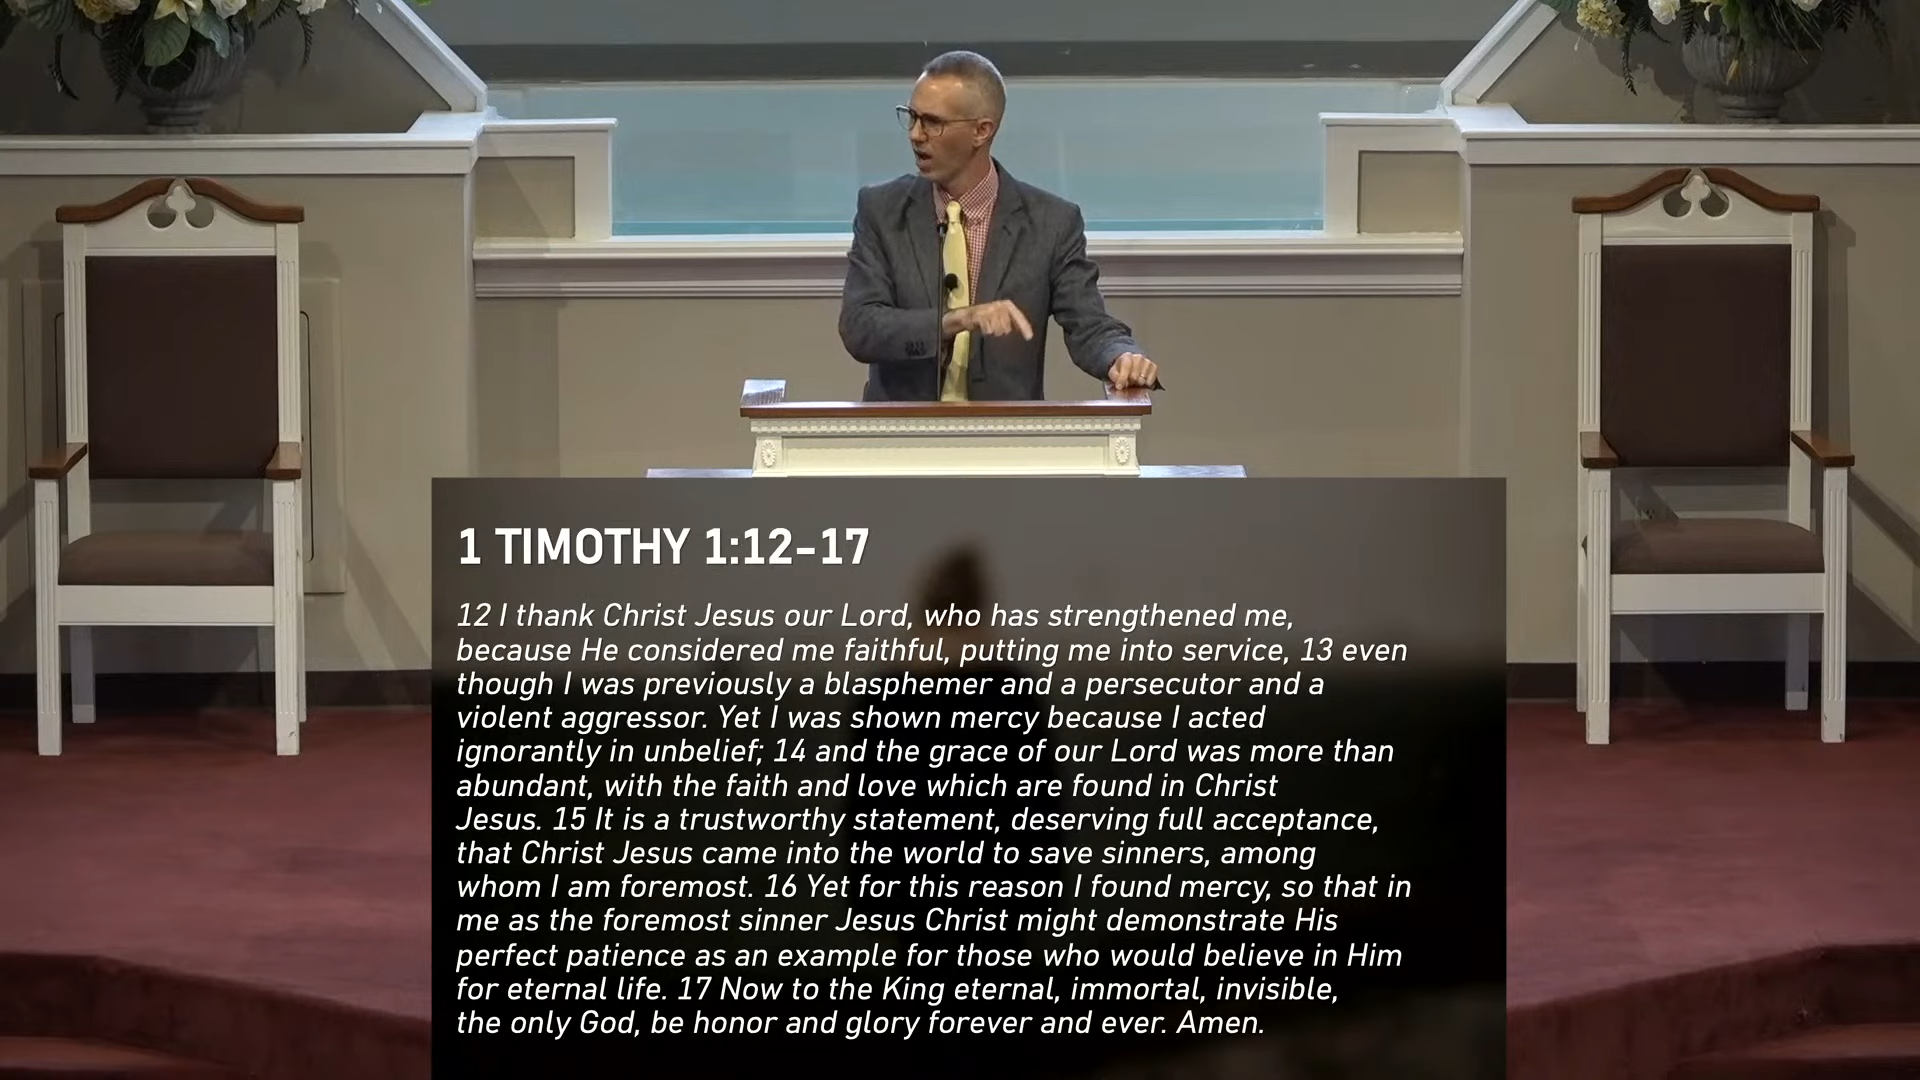 1 TIMOTHY 1:12-17
12 I thank Christ Jesus our Lord, who has strengthened me,
because He considered me faithful, putting me into service, 13 even
though I was previously a blasphemer and a persecutor and a
violent aggressor. Yet I was shown mercy because I acted
ignorantly in unbelief; 14 and the grace of our Lord was more than
abundant, with the faith and love which are found in Christ
Jesus. 15 It is a trustworthy statement, deserving full acceptance,
that Christ Jesus came into the world to save sinners, among
whom I am foremost. 16 Yet for this reason I found mercy, so that in
me as the foremost sinner Jesus Christ might demonstrate His
perfect patience as an example for those who would believe in Him
for eternal life. 17 Now to the King eternal, immortal, invisible,
the only God, be honor and glory forever and ever. Amen.